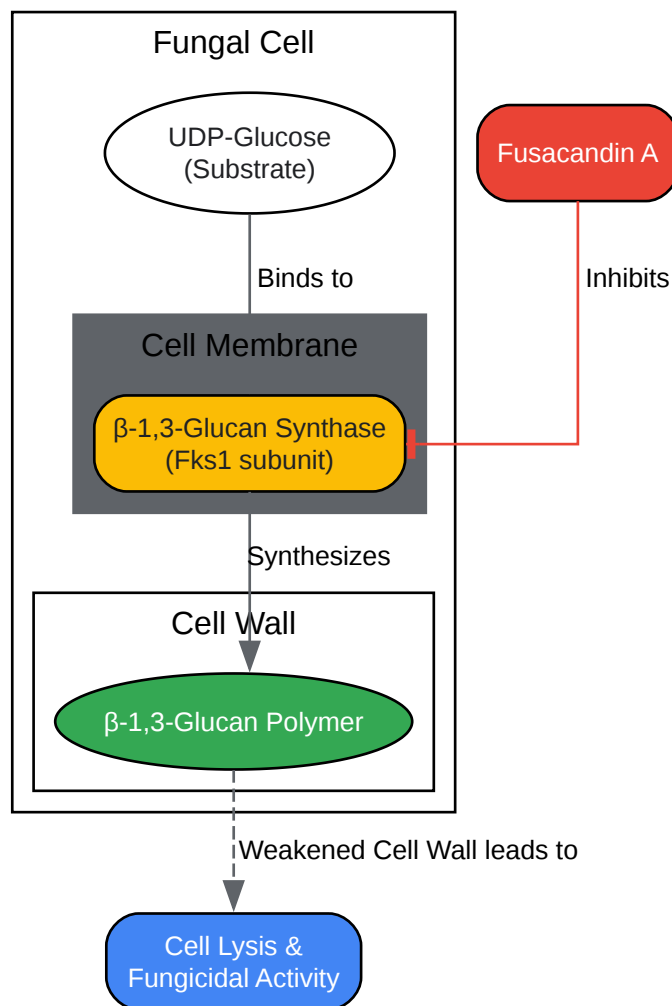 Fungal Cell
UDP-Glucose
(Substrate)
Fusacandin A
Binds to
Inhibits
Cell Membrane
β-1,3-Glucan Synthase
(Fks1 subunit)
Synthesizes
Cell Wall
β-1,3-Glucan Polymer
Weakened Cell Wall leads to
Cell Lysis &
Fungicidal Activity